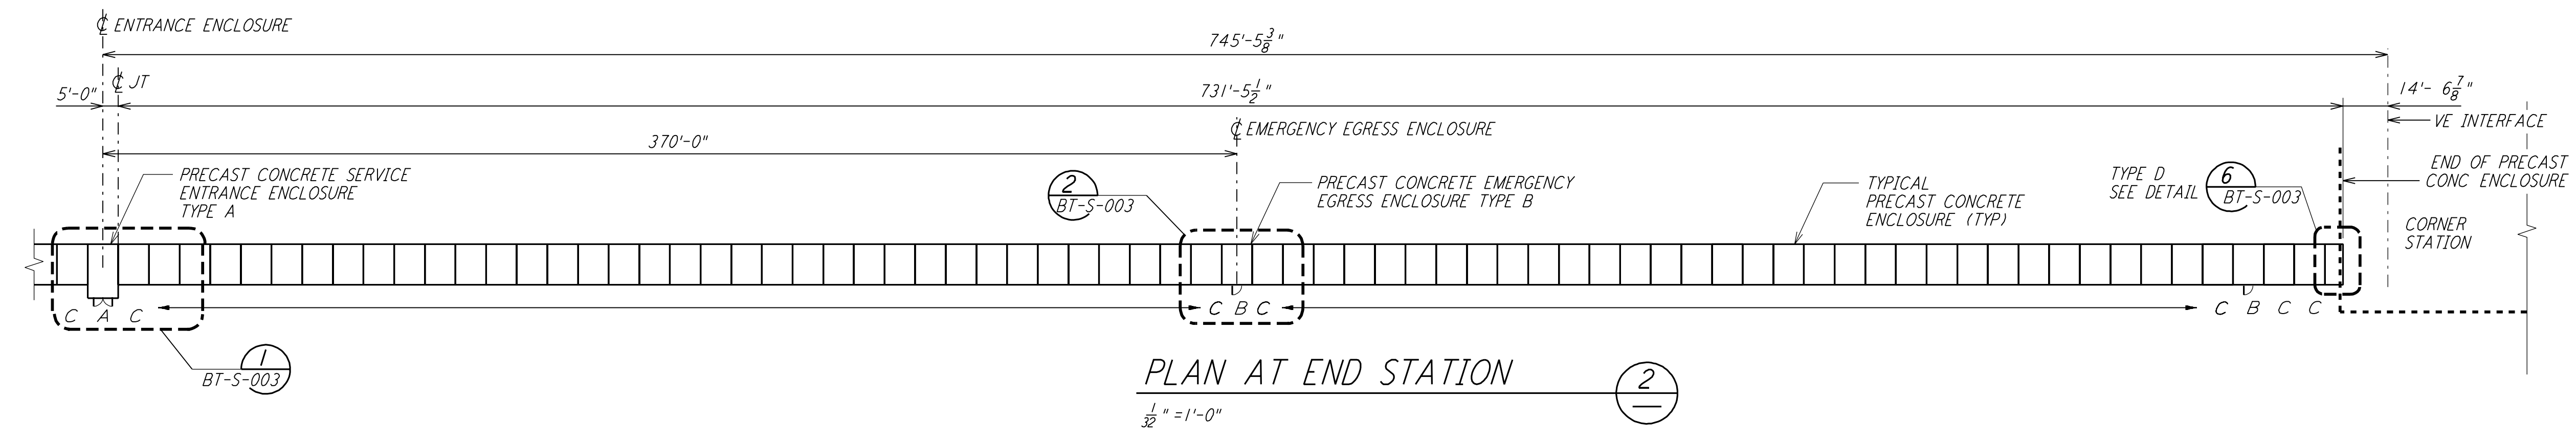 ℄ ENTRANCE ENCLOSURE
745'-5 3/8"
℄ JT
5'-0"
731'-5 1/2"
14'- 6 7/8"
VE INTERFACE
℄ EMERGENCY EGRESS ENCLOSURE
370'-0"
PRECAST CONCRETE SERVICE
ENTRANCE ENCLOSURE
TYPE A
2
BT-S-003
PRECAST CONCRETE EMERGENCY
EGRESS ENCLOSURE TYPE B
TYPICAL
PRECAST CONCRETE
ENCLOSURE (TYP)
TYPE D
SEE DETAIL
6
BT-S-003
END OF PRECAST
CONC ENCLOSURE
CORNER
STATION
C A C
C B C
C B C C
1
BT-S-003
PLAN AT END STATION
2
1/32" =1'-0"